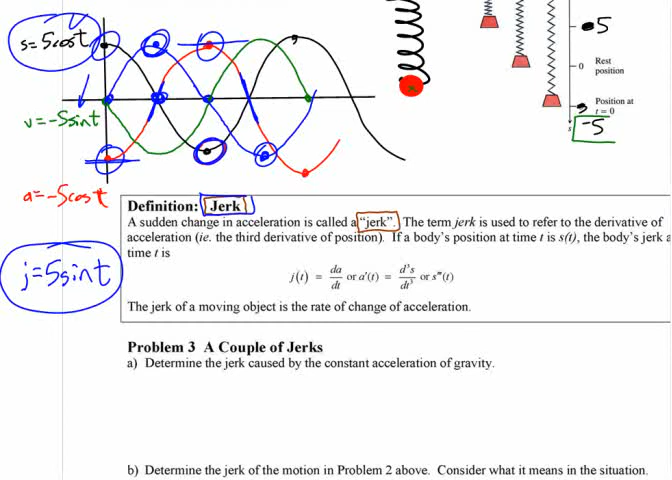 s=5cost
v=-5sint
a=-5cost
j=5sint
5
0
Rest
position
Position at
t = 0
s
-5
Definition: Jerk
A sudden change in acceleration is called a "jerk". The term jerk is used to refer to the derivative of
acceleration (ie. the third derivative of position). If a body's position at time t is s(t), the body's jerk a
time t is
j(t) = da/dt or a'(t) = d³s/dt³ or s'''(t)
The jerk of a moving object is the rate of change of acceleration.
Problem 3 A Couple of Jerks
a) Determine the jerk caused by the constant acceleration of gravity.
b) Determine the jerk of the motion in Problem 2 above. Consider what it means in the situation.